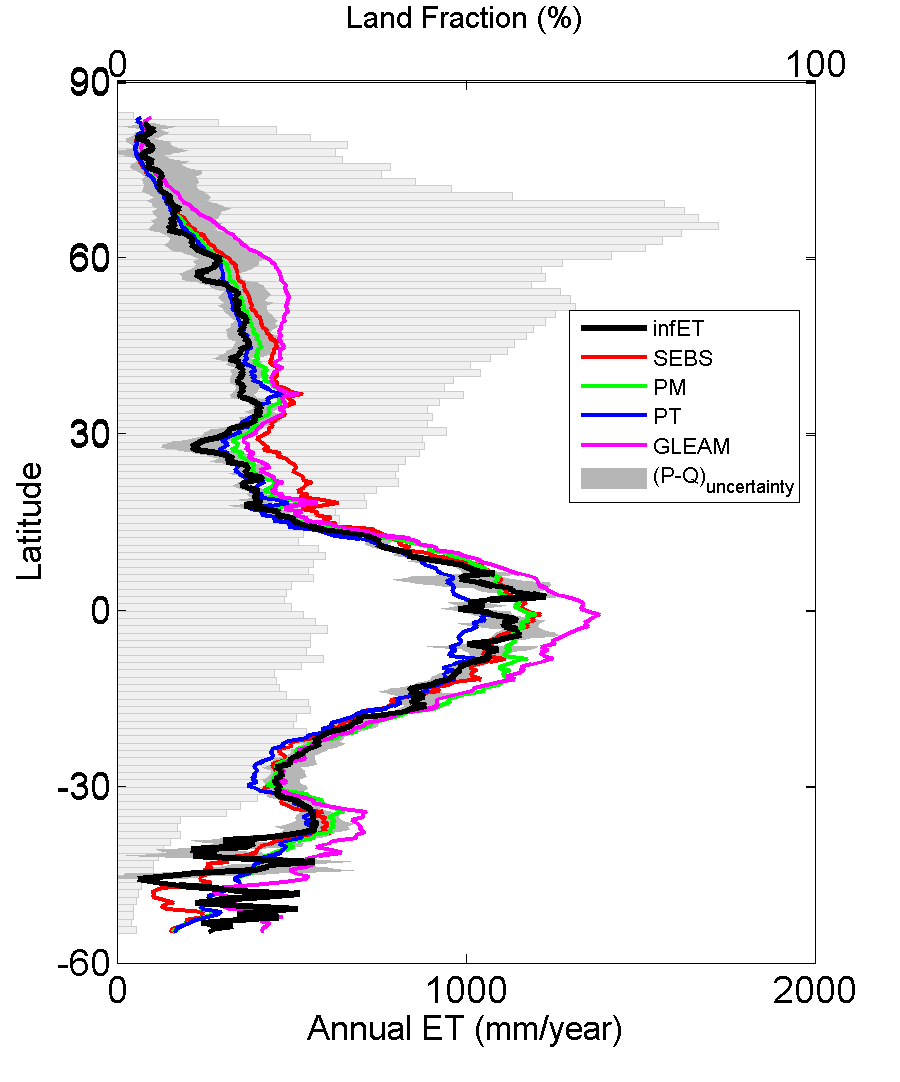 Land Fraction (%)
0 100
90
60
30
0
-30
-60
Latitude
infET
SEBS
PM
PT
GLEAM
(P-Q)uncertainty
0 1000 2000
Annual ET (mm/year)